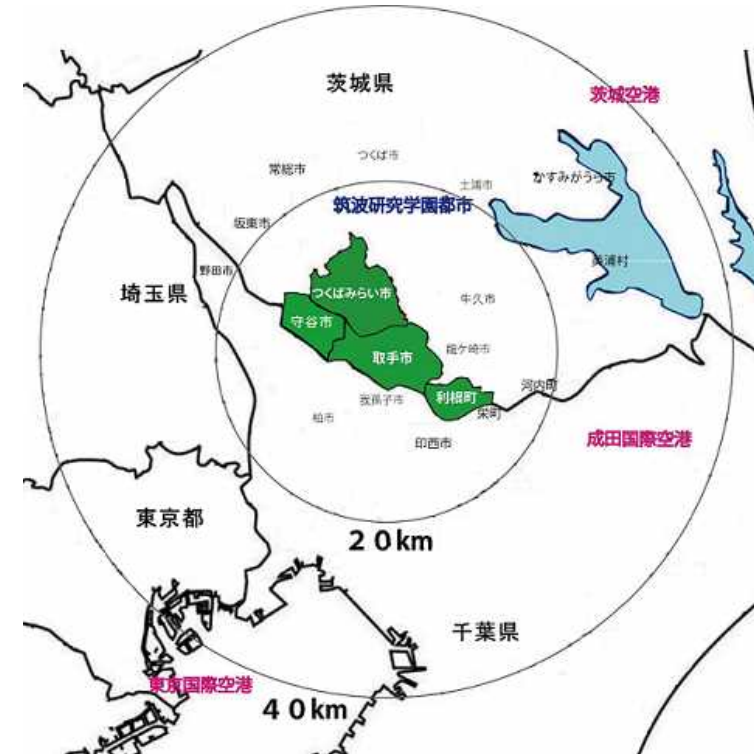 茨城県
茨城空港
つくば市
常総市
かすみがうら市
土浦市
筑波研究学園都市
坂東市
美浦村
野田市
埼玉県
つくばみらい市
牛久市
守谷市
龍ケ崎市
取手市
河内町
利根町
我孫子市
栄町
柏市
印西市
成田国際空港
東京都
20km
千葉県
東京国際空港
40km